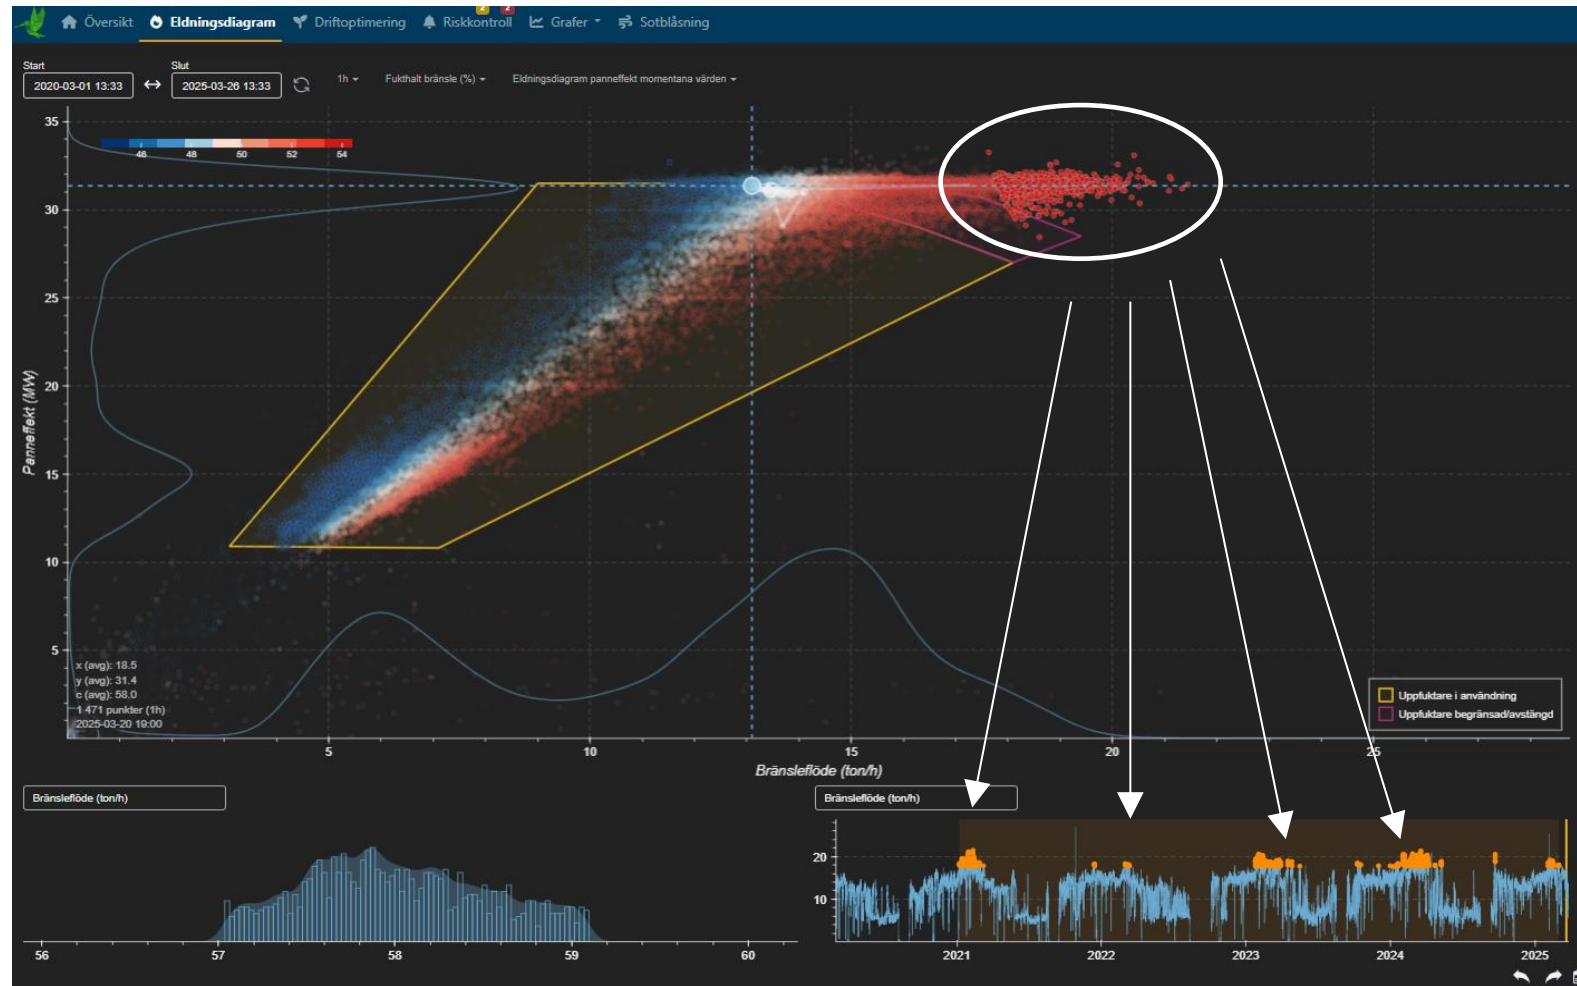 Översikt Eldningsdiagram Driftoptimering Riskkontroll 2 2 Grafer Sotblåsning
Start Slut
2020-03-01 13:33 2025-03-26 13:33 1h Fukthalt bränsle (%) Eldningsdiagram panneffekt momentana värden
35
46 48 50 52 54
30
25
20
15
10
5
Panneffekt (MW)
x (avg): 18.5
y (avg): 31.4
c (avg): 58.0
1 471 punkter (1h)
2025-03-20 19:00
Uppfuktare i användning
Uppfuktare begränsad/avstängd
5 10 15 20 25
Bränsleflöde (ton/h)
Bränsleflöde (ton/h)
56 57 58 59 60
Bränsleflöde (ton/h)
20
10
2021 2022 2023 2024 2025